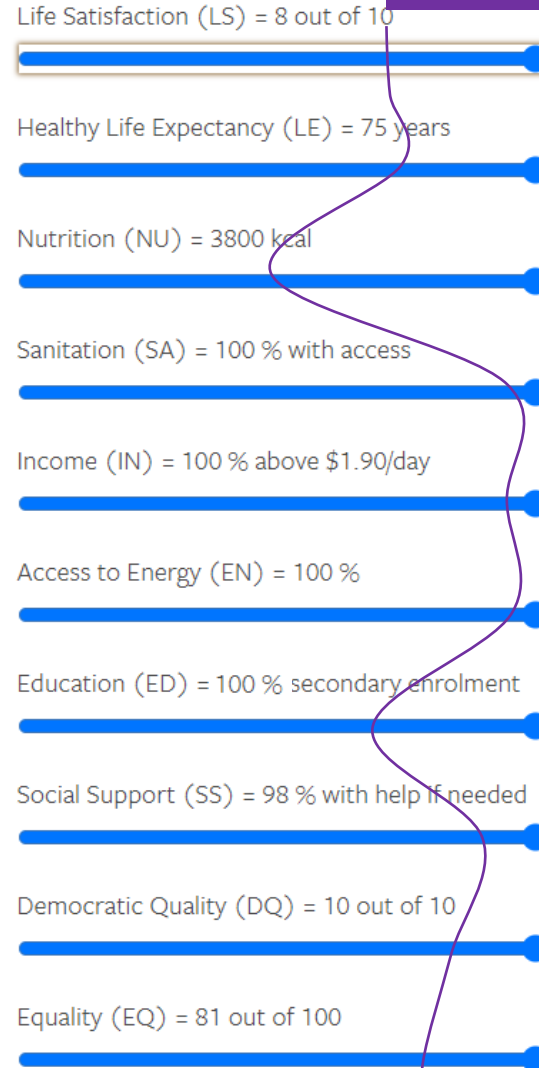 Life Satisfaction (LS) = 8 out of 10
Healthy Life Expectancy (LE) = 75 years
Nutrition (NU) = 3800 kcal
Sanitation (SA) = 100 % with access
Income (IN) = 100 % above $1.90/day
Access to Energy (EN) = 100 %
Education (ED) = 100 % secondary enrolment
Social Support (SS) = 98 % with help if needed
Democratic Quality (DQ) = 10 out of 10
Equality (EQ) = 81 out of 100